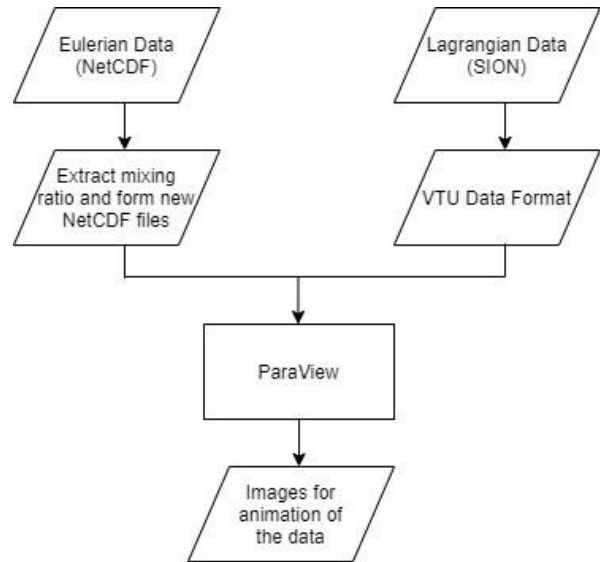 Eulerian Data
(NetCDF)
Lagrangian Data
(SION)
Extract mixing
ratio and form new
NetCDF files
VTU Data Format
ParaView
Images for
animation of
the data